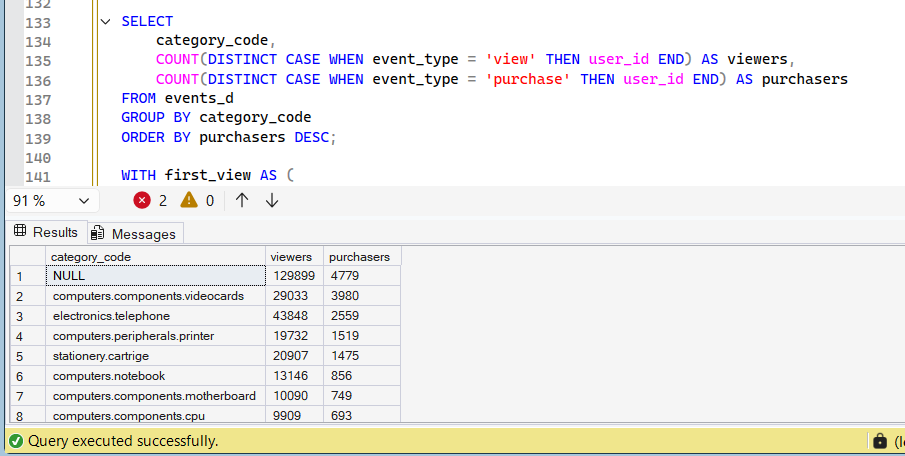 132
133 SELECT
134 category_code,
135 COUNT(DISTINCT CASE WHEN event_type = 'view' THEN user_id END) AS viewers,
136 COUNT(DISTINCT CASE WHEN event_type = 'purchase' THEN user_id END) AS purchasers
137 FROM events_d
138 GROUP BY category_code
139 ORDER BY purchasers DESC;
140
141 WITH first_view AS (
91 % 2 0
Results Messages
category_code viewers purchasers
1 NULL 129899 4779
2 computers.components.videocards 29033 3980
3 electronics.telephone 43848 2559
4 computers.peripherals.printer 19732 1519
5 stationery.cartrige 20907 1475
6 computers.notebook 13146 856
7 computers.components.motherboard 10090 749
8 computers.components.cpu 9909 693
Query executed successfully.